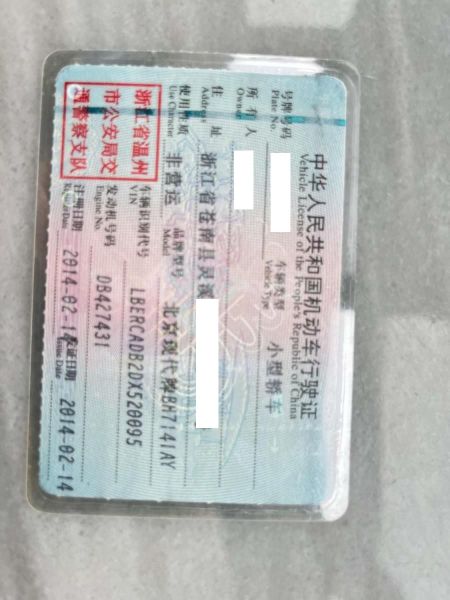 中华人民共和国机动车行驶证
Vehicle License of the People's Republic of China
号牌号码
Plate No.
车辆类型 小型轿车
Vehicle Type
所有人
Owner
住址 浙江省苍南县灵溪
Address
使用性质 非营运 品牌型号 北京现代牌BH7141AY
Use Character Model
浙江省温州
市公安局交
通警察支队
车辆识别代号 LBERCADB2DX520095
VIN
发动机号码 DB427431
Engine No.
注册日期 2014-02-14 发证日期 2014-02-14
Register Date Issue Date